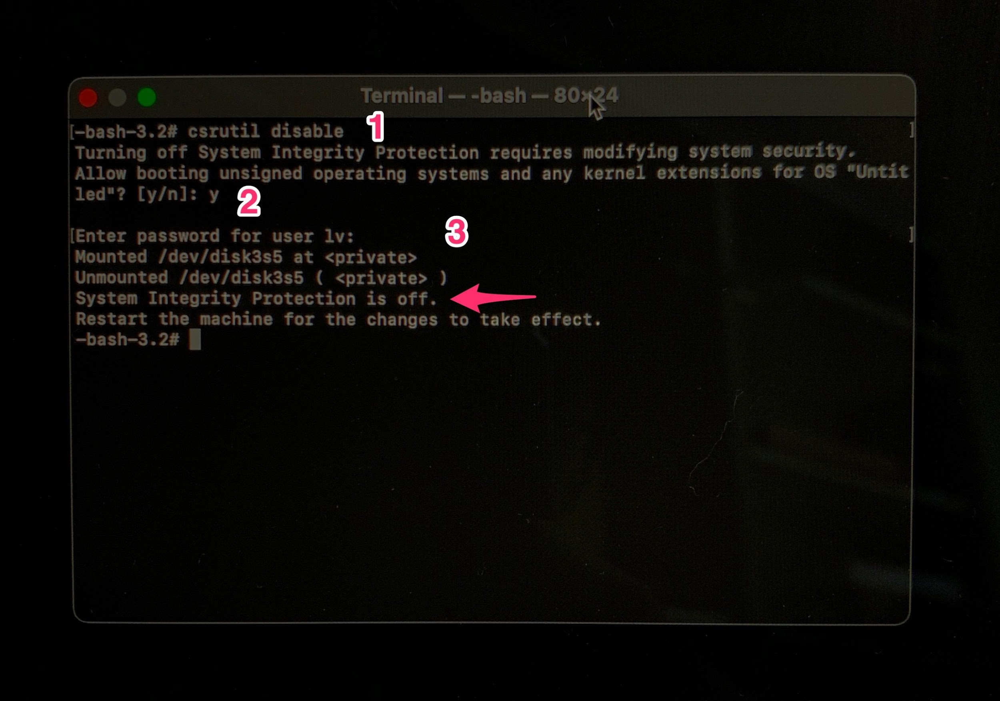 Terminal — -bash — 80×24
[-bash-3.2# csrutil disable 1 ]
Turning off System Integrity Protection requires modifying system security.
Allow booting unsigned operating systems and any kernel extensions for OS "Untit
led"? [y/n]: y 2
[Enter password for user lv: 3 ]
Mounted /dev/disk3s5 at <private>
Unmounted /dev/disk3s5 ( <private> )
System Integrity Protection is off.
Restart the machine for the changes to take effect.
-bash-3.2#